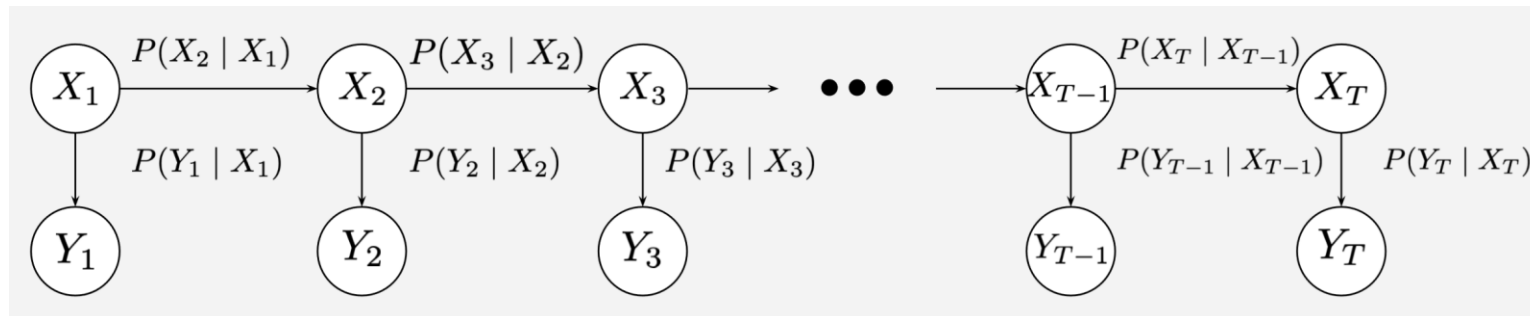 P(X₂ | X₁) P(X₃ | X₂) P(X_T | X_{T−1})
X₁ X₂ X₃ ••• X_{T−1} X_T
P(Y₁ | X₁) P(Y₂ | X₂) P(Y₃ | X₃) P(Y_{T−1} | X_{T−1}) P(Y_T | X_T)
Y₁ Y₂ Y₃ Y_{T−1} Y_T